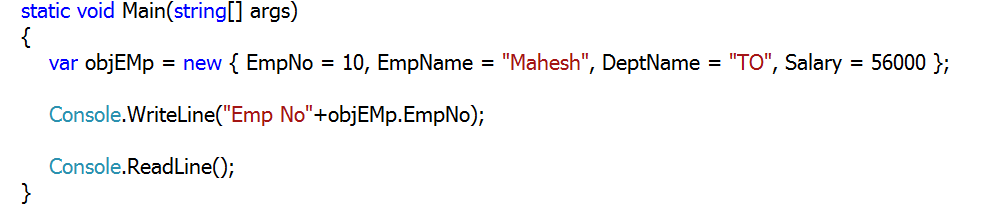 static void Main(string[] args)
{
var objEMp = new { EmpNo = 10, EmpName = "Mahesh", DeptName = "TO", Salary = 56000 };
Console.WriteLine("Emp No"+objEMp.EmpNo);
Console.ReadLine();
}